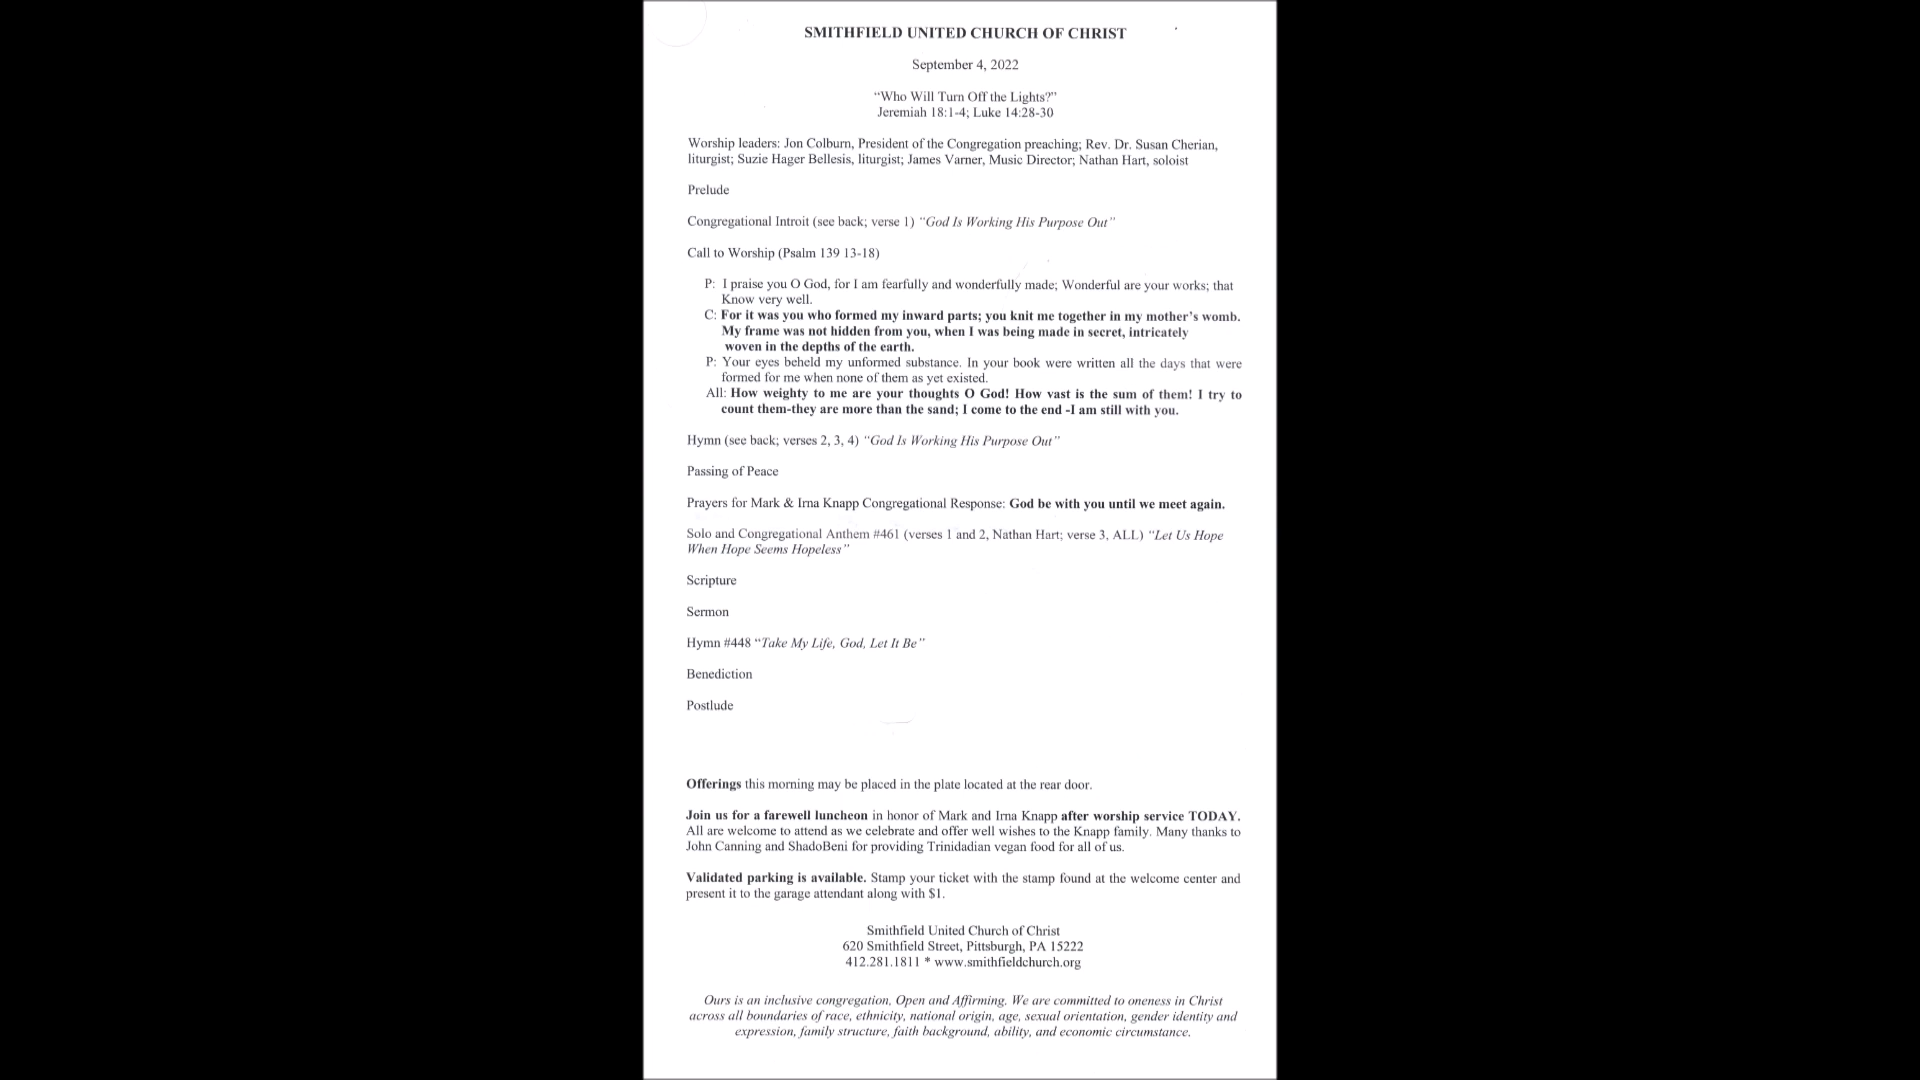 SMITHFIELD UNITED CHURCH OF CHRIST
September 4, 2022
“Who Will Turn Off the Lights?”
Jeremiah 18:1-4; Luke 14:28-30
Worship leaders: Jon Colburn, President of the Congregation preaching; Rev. Dr. Susan Cherian,
liturgist; Suzie Hager Bellesis, liturgist; James Varner, Music Director; Nathan Hart, soloist
Prelude
Congregational Introit (see back; verse 1) “God Is Working His Purpose Out”
Call to Worship (Psalm 139 13-18)
P: I praise you O God, for I am fearfully and wonderfully made; Wonderful are your works; that
Know very well.
C: For it was you who formed my inward parts; you knit me together in my mother’s womb.
My frame was not hidden from you, when I was being made in secret, intricately
woven in the depths of the earth.
P: Your eyes beheld my unformed substance. In your book were written all the days that were
formed for me when none of them as yet existed.
All: How weighty to me are your thoughts O God! How vast is the sum of them! I try to
count them-they are more than the sand; I come to the end -I am still with you.
Hymn (see back; verses 2, 3, 4) “God Is Working His Purpose Out”
Passing of Peace
Prayers for Mark & Irna Knapp Congregational Response: God be with you until we meet again.
Solo and Congregational Anthem #461 (verses 1 and 2, Nathan Hart; verse 3, ALL) “Let Us Hope
When Hope Seems Hopeless”
Scripture
Sermon
Hymn #448 “Take My Life, God, Let It Be”
Benediction
Postlude
Offerings this morning may be placed in the plate located at the rear door.
Join us for a farewell luncheon in honor of Mark and Irna Knapp after worship service TODAY.
All are welcome to attend as we celebrate and offer well wishes to the Knapp family. Many thanks to
John Canning and ShadoBeni for providing Trinidadian vegan food for all of us.
Validated parking is available. Stamp your ticket with the stamp found at the welcome center and
present it to the garage attendant along with $1.
Smithfield United Church of Christ
620 Smithfield Street, Pittsburgh, PA 15222
412.281.1811 * www.smithfieldchurch.org
Ours is an inclusive congregation, Open and Affirming. We are committed to oneness in Christ
across all boundaries of race, ethnicity, national origin, age, sexual orientation, gender identity and
expression, family structure, faith background, ability, and economic circumstance.